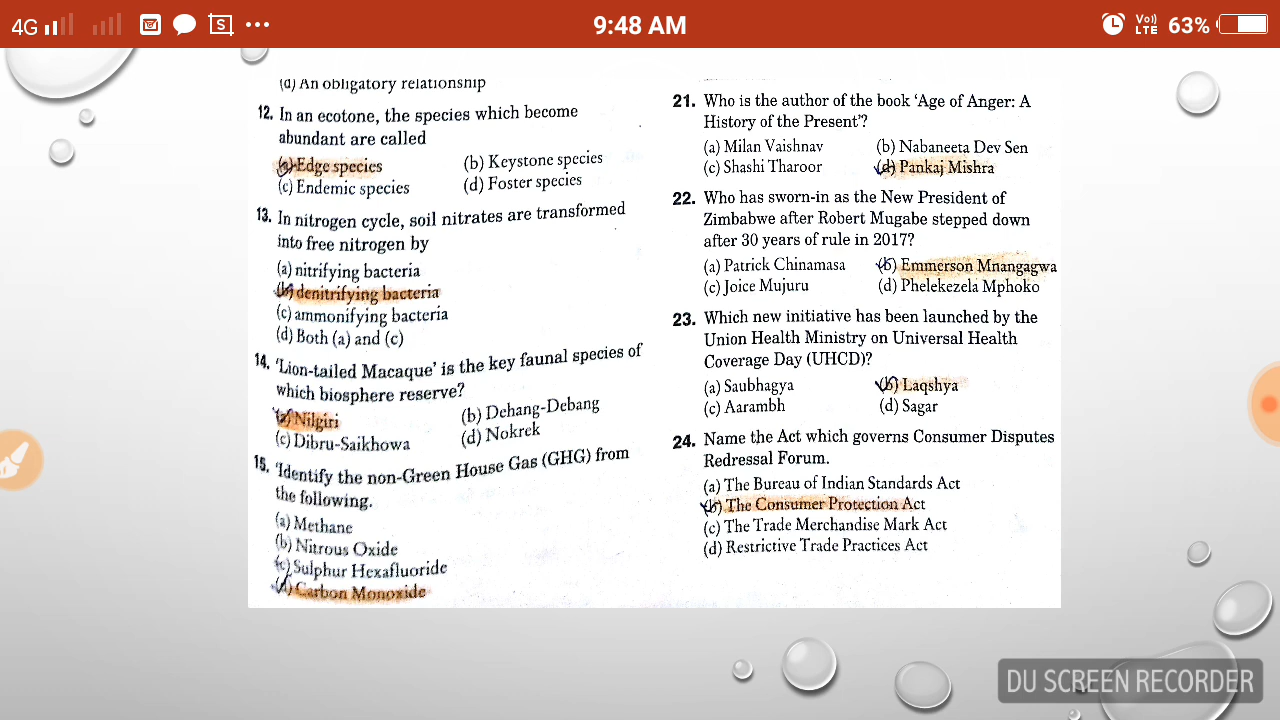 4G
S
9:48 AM
Vo))
LTE
63%
(d) An obligatory relationship
12. In an ecotone, the species which become
abundant are called
(a) Edge species (b) Keystone species
(c) Endemic species (d) Foster species
13. In nitrogen cycle, soil nitrates are transformed
into free nitrogen by
(a) nitrifying bacteria
(b) denitrifying bacteria
(c) ammonifying bacteria
(d) Both (a) and (c)
14. 'Lion-tailed Macaque' is the key faunal species of
which biosphere reserve?
(a) Nilgiri (b) Dehang-Debang
(c) Dibru-Saikhowa (d) Nokrek
15. 'Identify the non-Green House Gas (GHG) from
the following.
(a) Methane
(b) Nitrous Oxide
(c) Sulphur Hexafluoride
(d) Carbon Monoxide
21. Who is the author of the book 'Age of Anger: A
History of the Present'?
(a) Milan Vaishnav (b) Nabaneeta Dev Sen
(c) Shashi Tharoor (d) Pankaj Mishra
22. Who has sworn-in as the New President of
Zimbabwe after Robert Mugabe stepped down
after 30 years of rule in 2017?
(a) Patrick Chinamasa (b) Emmerson Mnangagwa
(c) Joice Mujuru (d) Phelekezela Mphoko
23. Which new initiative has been launched by the
Union Health Ministry on Universal Health
Coverage Day (UHCD)?
(a) Saubhagya (b) Laqshya
(c) Aarambh (d) Sagar
24. Name the Act which governs Consumer Disputes
Redressal Forum.
(a) The Bureau of Indian Standards Act
(b) The Consumer Protection Act
(c) The Trade Merchandise Mark Act
(d) Restrictive Trade Practices Act
DU SCREEN RECORDER